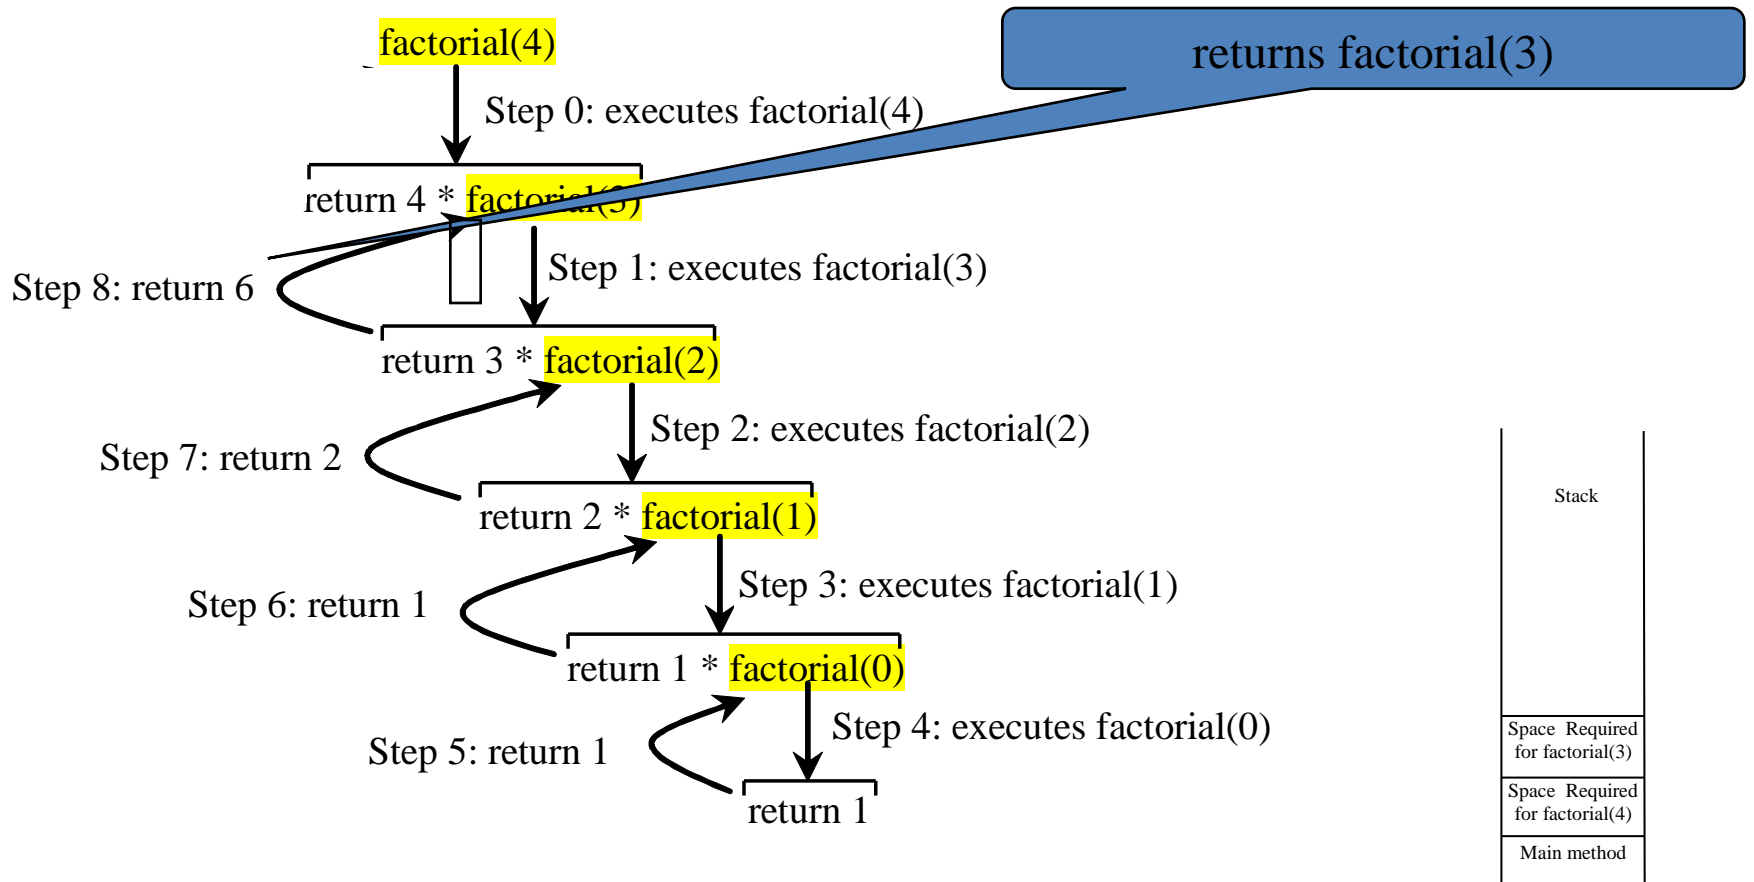 factorial(4)
returns factorial(3)
Step 0: executes factorial(4)
return 4 * factorial(3)
Step 1: executes factorial(3)
Step 8: return 6
return 3 * factorial(2)
Step 2: executes factorial(2)
Step 7: return 2
return 2 * factorial(1)
Step 3: executes factorial(1)
Step 6: return 1
return 1 * factorial(0)
Step 4: executes factorial(0)
Step 5: return 1
return 1
Stack
Space Required
for factorial(3)
Space Required
for factorial(4)
Main method